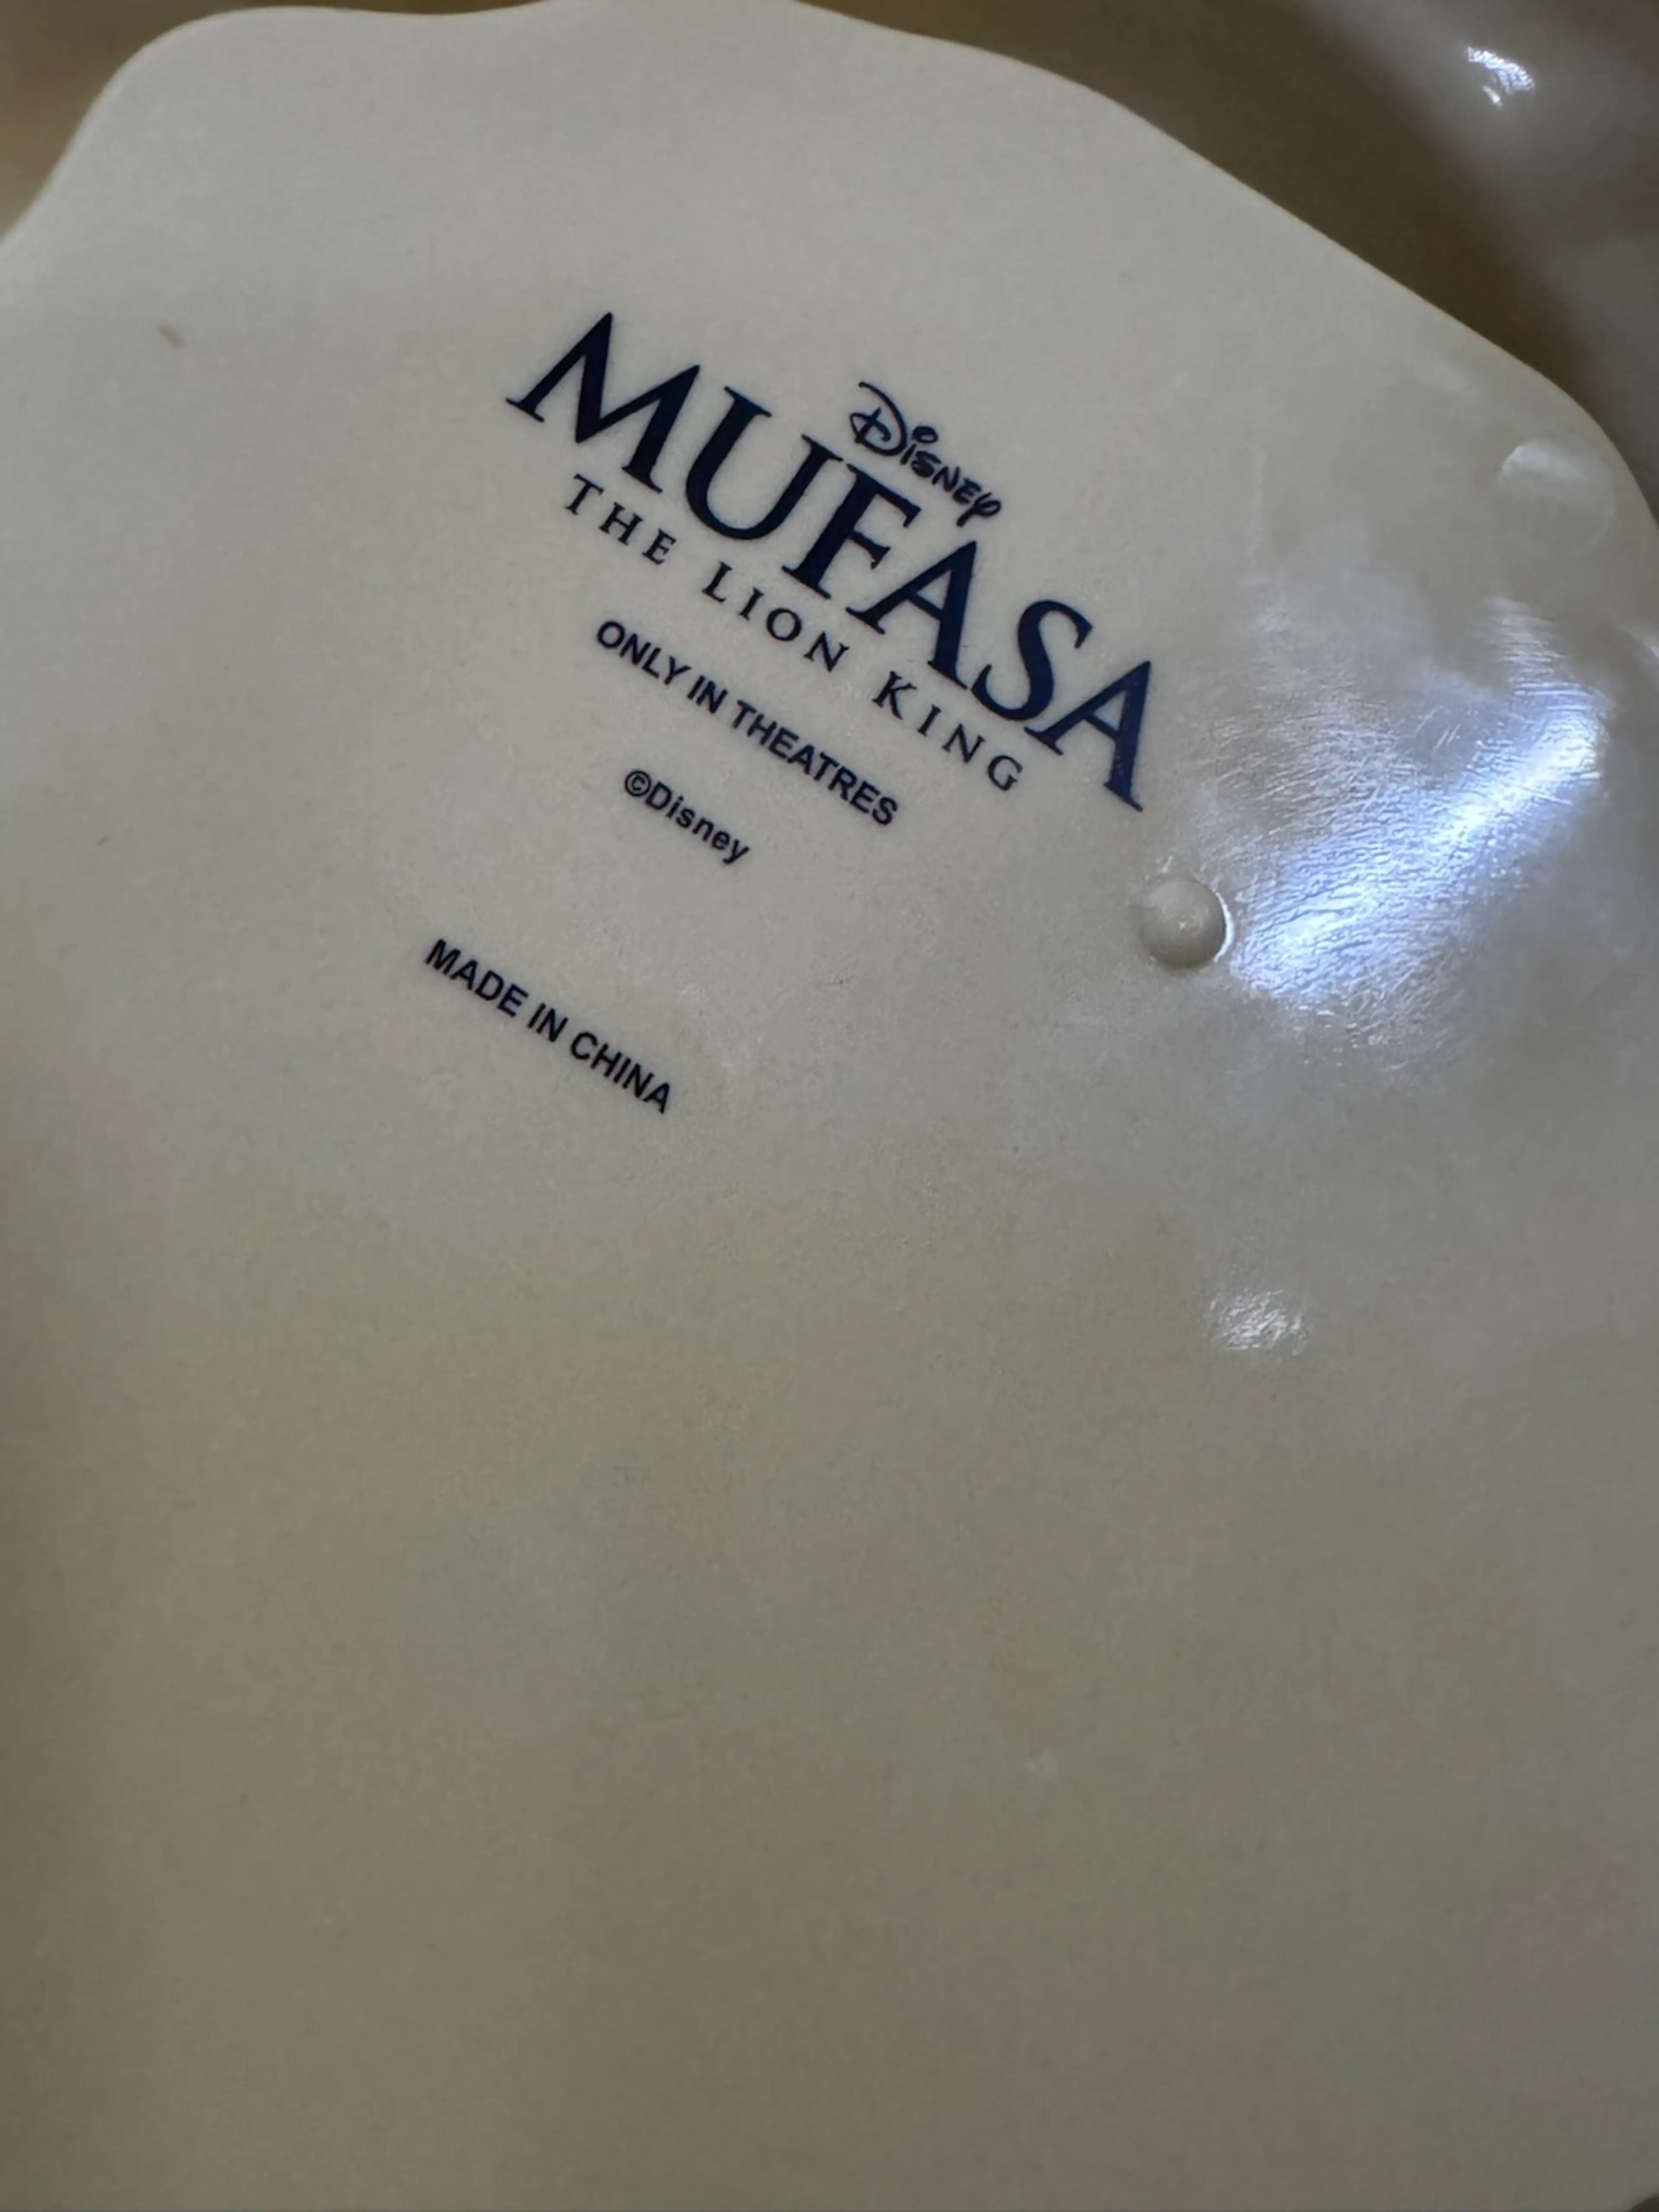 Disney
MUFASA
THE LION KING
ONLY IN THEATRES
©Disney
MADE IN CHINA